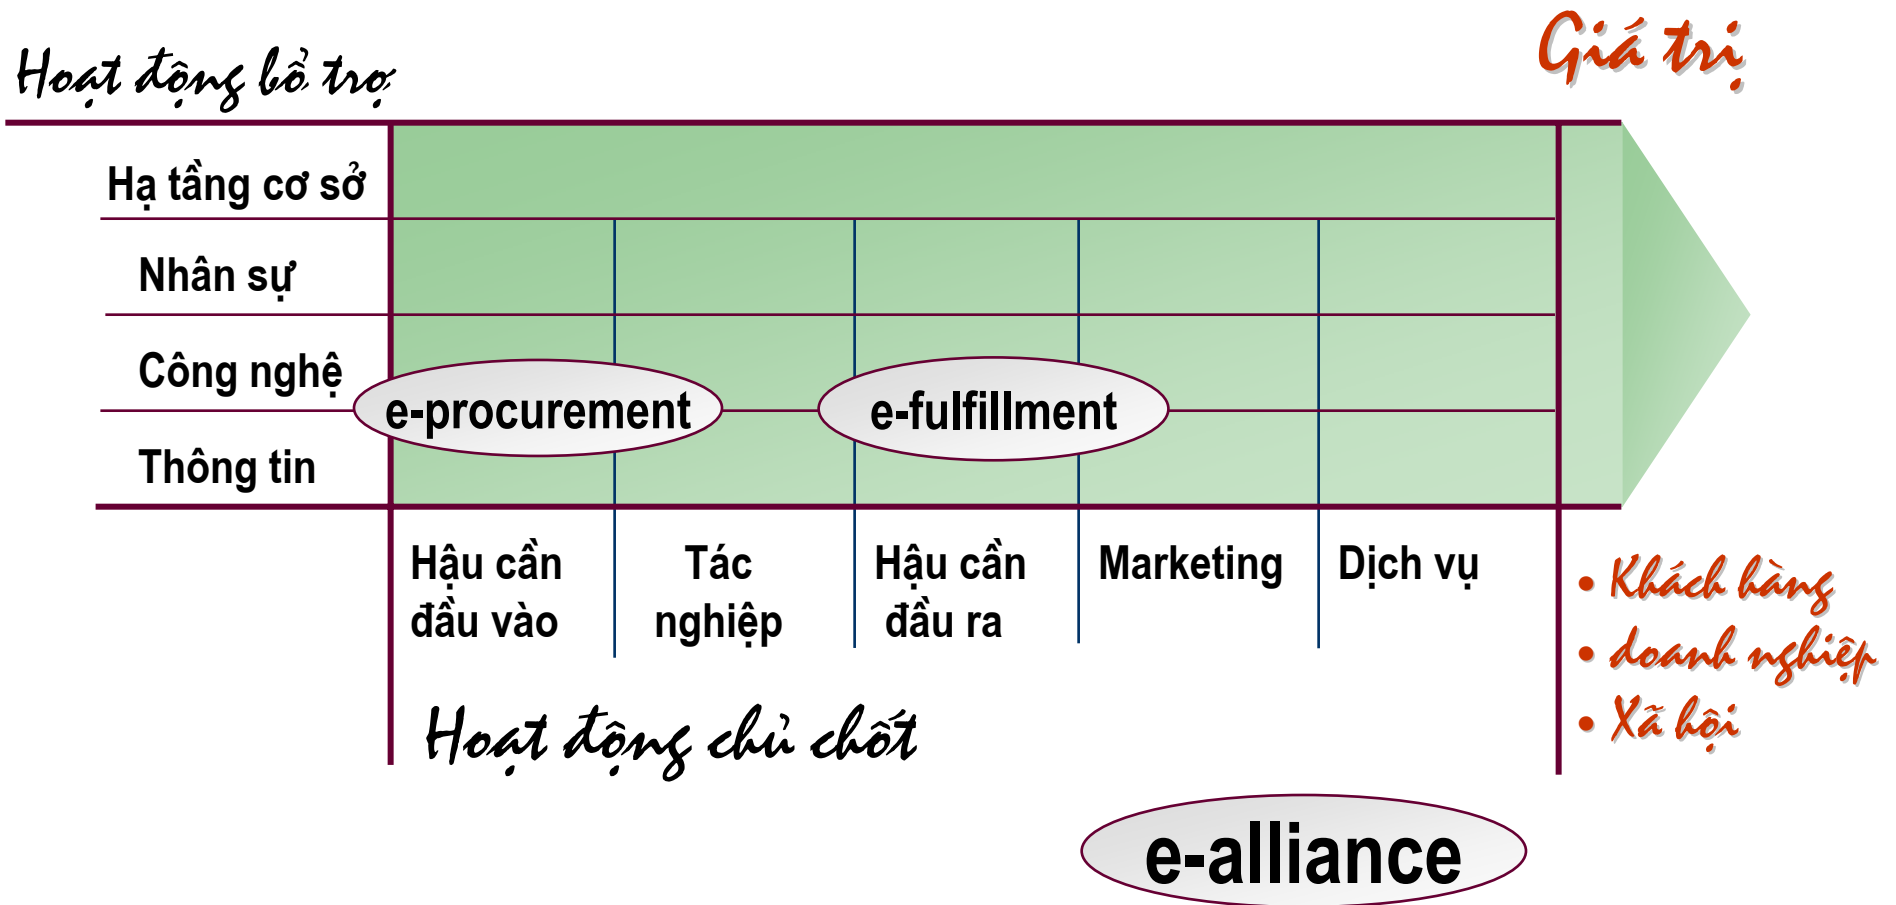 Giá trị
Hoạt động bổ trợ
Hạ tầng cơ sở
Nhân sự
Công nghệ
e-procurement
e-fulfillment
Thông tin
Hậu cần
đầu vào
Tác
nghiệp
Hậu cần
đầu ra
Marketing
Dịch vụ
• Khách hàng
• doanh nghiệp
• Xã hội
Hoạt động chủ chốt
e-alliance